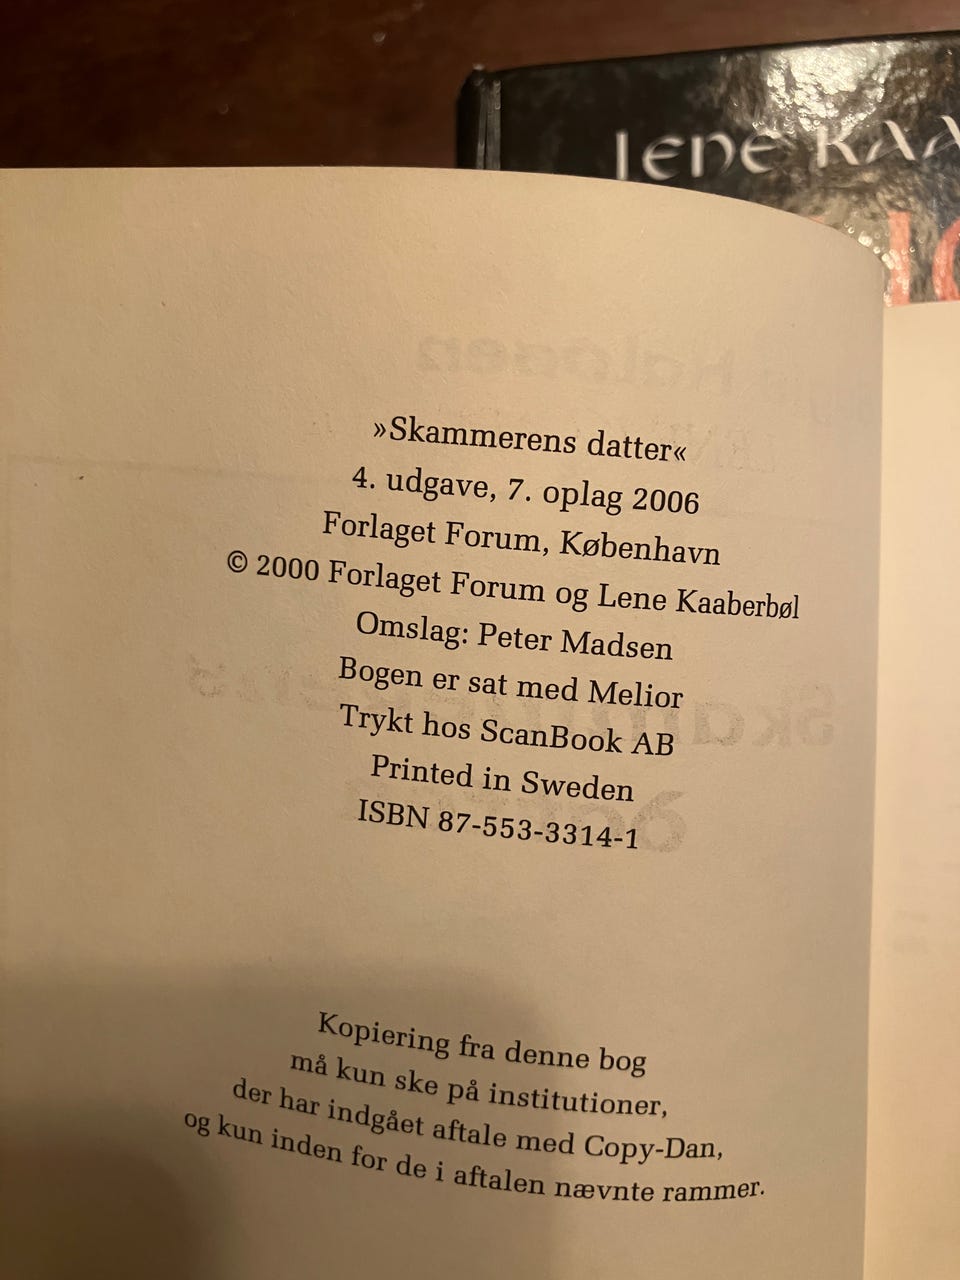 JENE
»Skammerens datter«
4. udgave, 7. oplag 2006
Forlaget Forum, København
© 2000 Forlaget Forum og Lene Kaaberbøl
Omslag: Peter Madsen
Bogen er sat med Melior
Trykt hos ScanBook AB
Printed in Sweden
ISBN 87-553-3314-1
Kopiering fra denne bog
må kun ske på institutioner,
der har indgået aftale med Copy-Dan,
og kun inden for de i aftalen nævnte rammer.